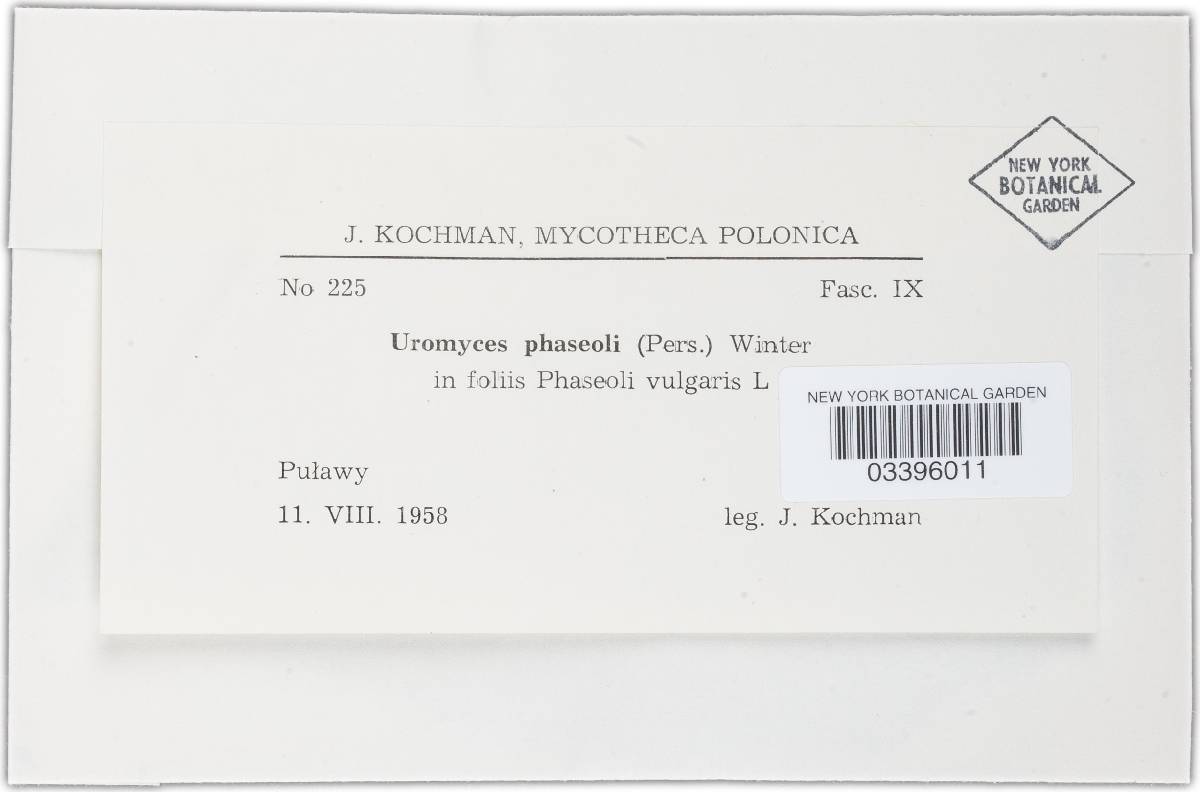 NEW YORK
BOTANICAL
GARDEN
J. KOCHMAN, MYCOTHECA POLONICA
No 225 Fasc. IX
Uromyces phaseoli (Pers.) Winter
in foliis Phaseoli vulgaris L
NEW YORK BOTANICAL GARDEN
03396011
Puławy
11. VIII. 1958 leg. J. Kochman